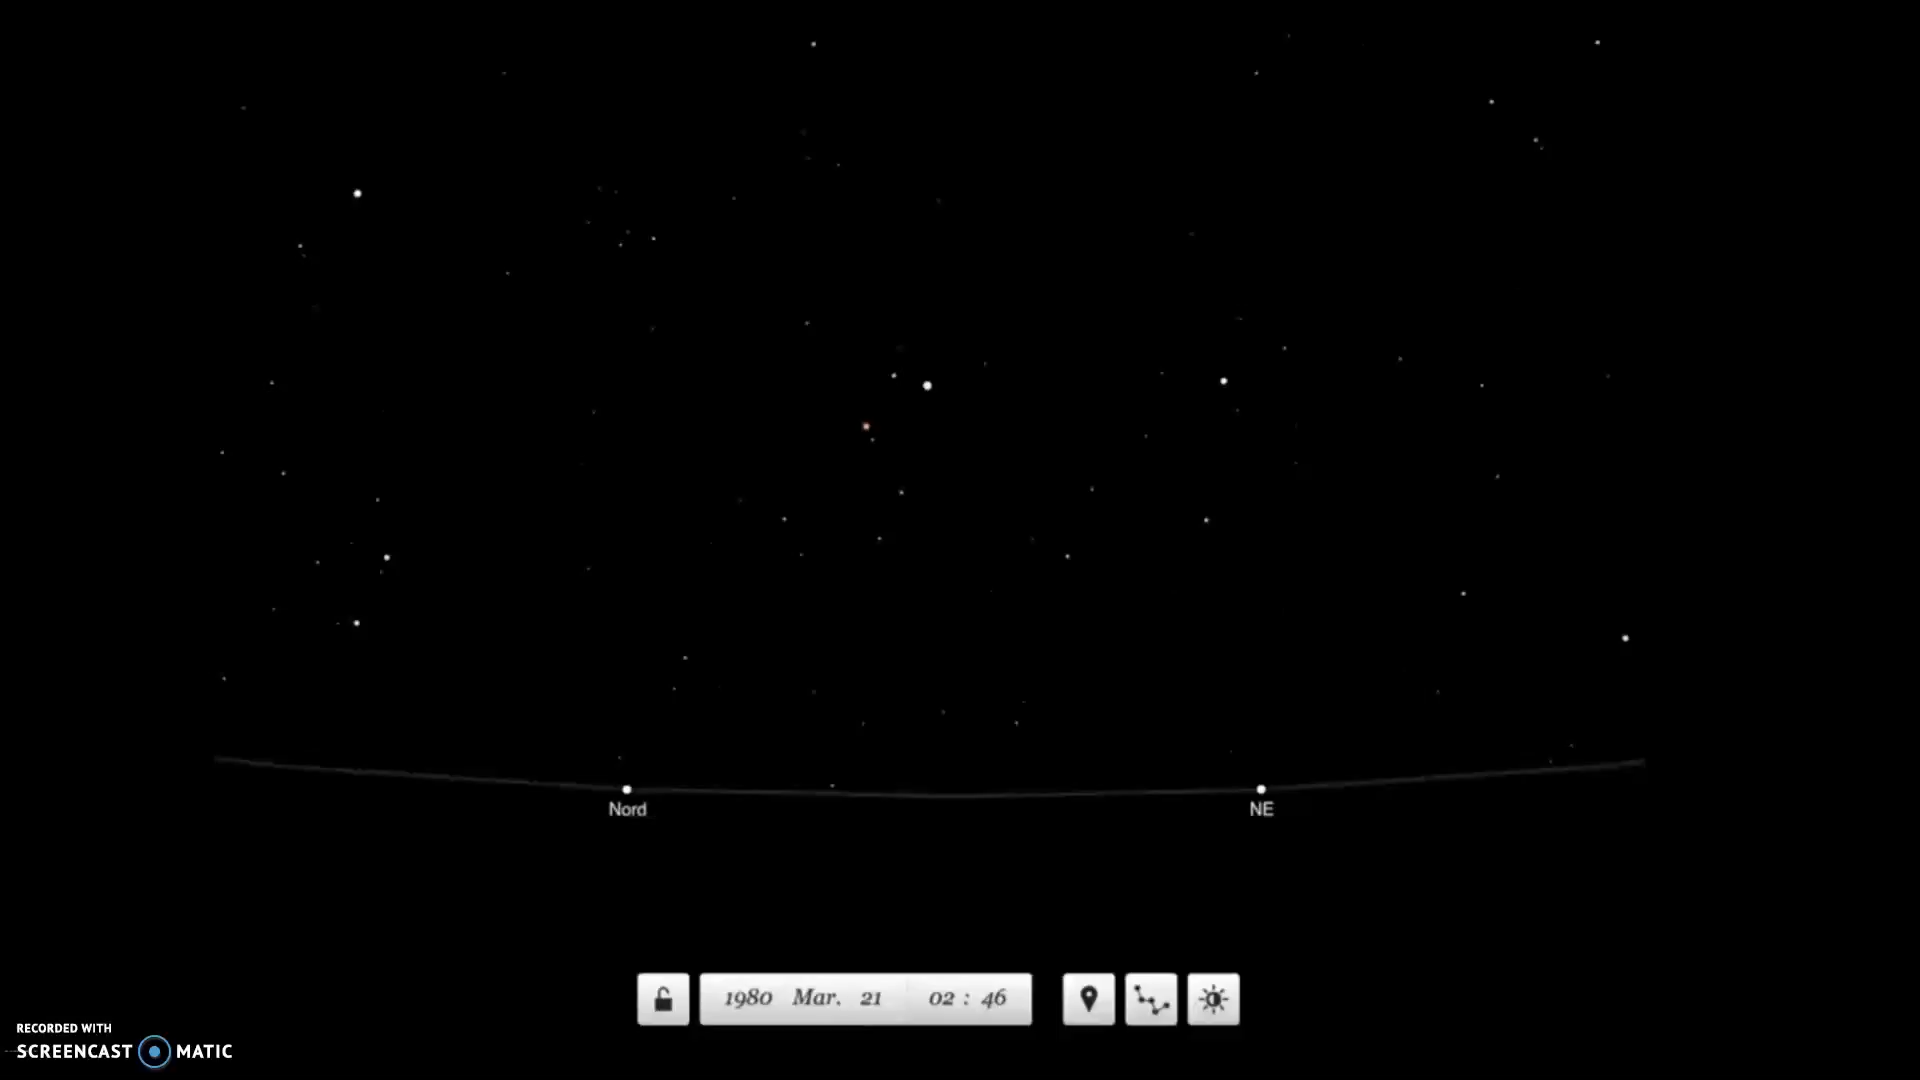 Nord
NE
1980 Mar. 21 02 : 46
RECORDED WITH
SCREENCAST MATIC